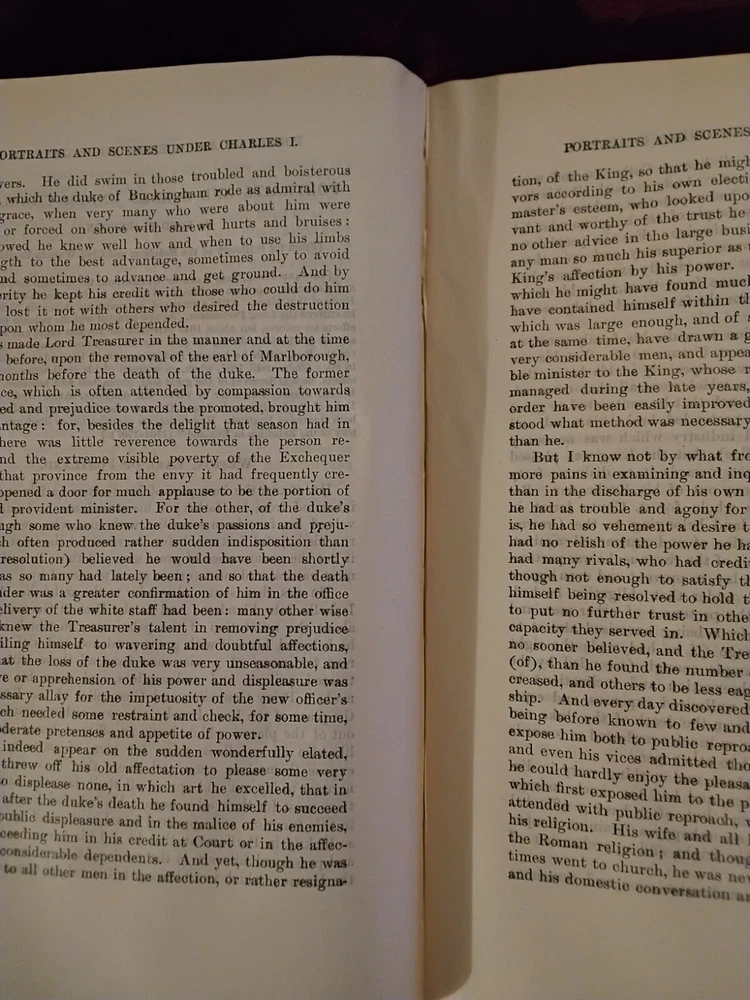 ORTRAITS AND SCENES UNDER CHARLES I.
vers. He did swim in those troubled and boisterous
, which the duke of Buckingham rode as admiral with
grace, when very many who were about him were
or forced on shore with shrewd hurts and bruises:
owed he knew well how and when to use his limbs
gth to the best advantage, sometimes only to avoid
nd sometimes to advance and get ground. And by
rity he kept his credit with those who could do him
lost it not with others who desired the destruction
pon whom he most depended.
s made Lord Treasurer in the manner and at the time
before, upon the removal of the earl of Marlborough,
months before the death of the duke. The former
ce, which is often attended by compassion towards
ed and prejudice towards the promoted, brought him
ntage: for, besides the delight that season had in
here was little reverence towards the person re-
nd the extreme visible poverty of the Exchequer
that province from the envy it had frequently cre-
opened a door for much applause to be the portion of
d provident minister. For the other, of the duke's
ugh some who knew the duke's passions and preju-
ch often produced rather sudden indisposition than
resolution) believed he would have been shortly
as so many had lately been; and so that the death
nder was a greater confirmation of him in the office
elivery of the white staff had been: many other wise
knew the Treasurer's talent in removing prejudice
iling himself to wavering and doubtful affections,
at the loss of the duke was very unseasonable, and
e or apprehension of his power and displeasure was
ssary allay for the impetuosity of the new officer's
ch needed some restraint and check, for some time,
oderate pretenses and appetite of power.
indeed appear on the sudden wonderfully elated,
threw off his old affectation to please some very
o displease none, in which art he excelled, that in
after the duke's death he found himself to succeed
public displeasure and in the malice of his enemies,
ceeding him in his credit at Court or in the affec-
considerable dependents. And yet, though he was
to all other men in the affection, or rather resigna-
PORTRAITS AND SCENES
tion, of the King, so that he migh
vors according to his own electi
master's esteem, who looked upo
vant and worthy of the trust he
no other advice in the large busi
any man so much his superior as t
King's affection by his power.
which he might have found much
have contained himself within th
which was large enough, and of s
at the same time, have drawn a g
very considerable men, and appea
ble minister to the King, whose r
managed during the late years,
order have been easily improved
stood what method was necessary
than he.
But I know not by what fre
more pains in examining and inq
than in the discharge of his own
he had as trouble and agony for
is, he had so vehement a desire t
had no relish of the power he ha
had many rivals, who had credi
though not enough to satisfy th
himself being resolved to hold t
to put no further trust in othe
capacity they served in. Which
no sooner believed, and the Tre
(of), than he found the number
creased, and others to be less eag
ship. And every day discovered
being before known to few and
expose him both to public reproa
and even his vices admitted tho
he could hardly enjoy the pleasa
which first exposed him to the p
attended with public reproach, w
his religion. His wife and all h
the Roman religion; and thoug
times went to church, he was nev
and his domestic conversation an